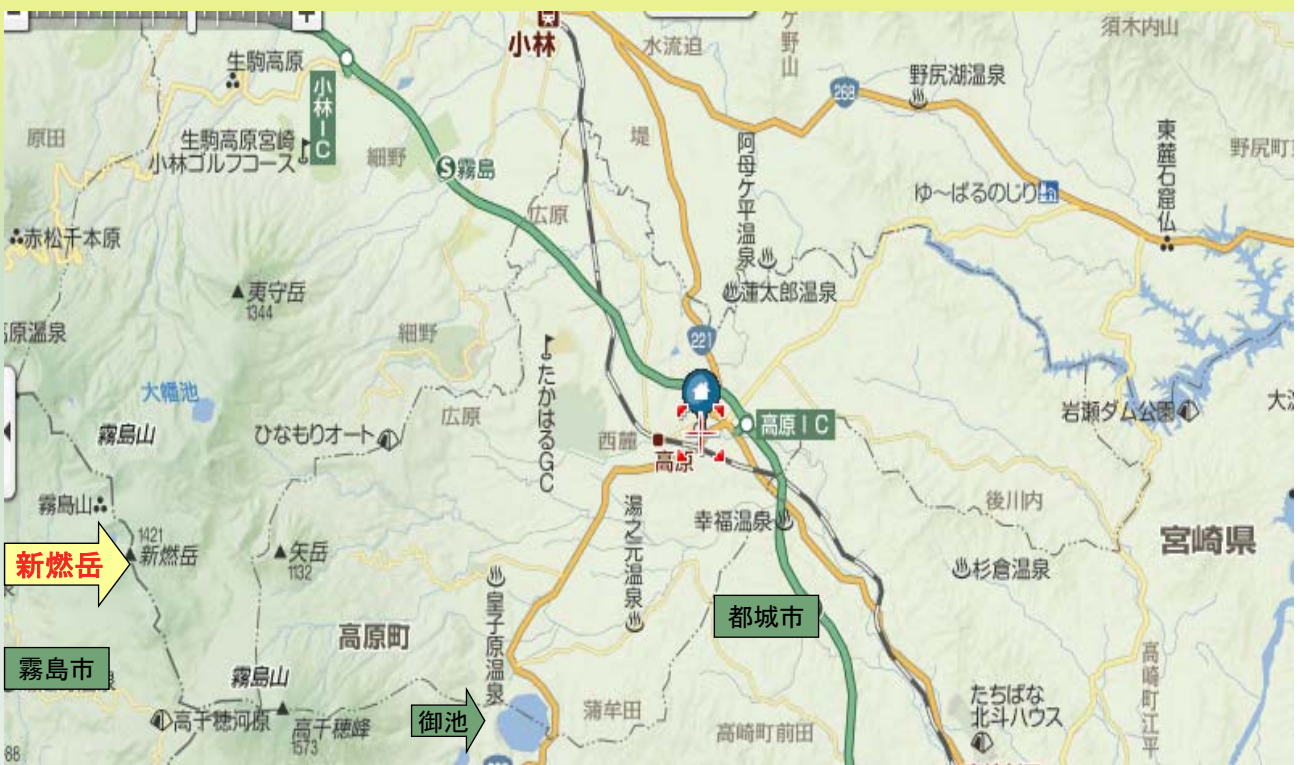 小林
水流迫
ケ野山
須木内山
生駒高原
小林IC
268
野尻湖温泉
原田
生駒高原宮崎
小林ゴルフコース
細野
堤
阿母ケ平温泉
東麓石窟仏
野尻町
S霧島
ゆ~ぱるのじり
広原
赤松千本原
夷守岳
1344
蓮太郎温泉
原温泉
細野
221
たかはるGC
大幡池
広原
岩瀬ダム公園
霧島山
ひなもりオート
西麓
高原IC
高原
霧島山
湯之元温泉
幸福温泉
後川内
宮崎県
1421
新燃岳
新燃岳
矢岳
1132
杉倉温泉
皇子原温泉
都城市
高原町
霧島市
霧島山
高崎町江平
たちばな
北斗ハウス
御池
蒲牟田
高千穂河原
高千穂峰
1573
高崎町前田
88